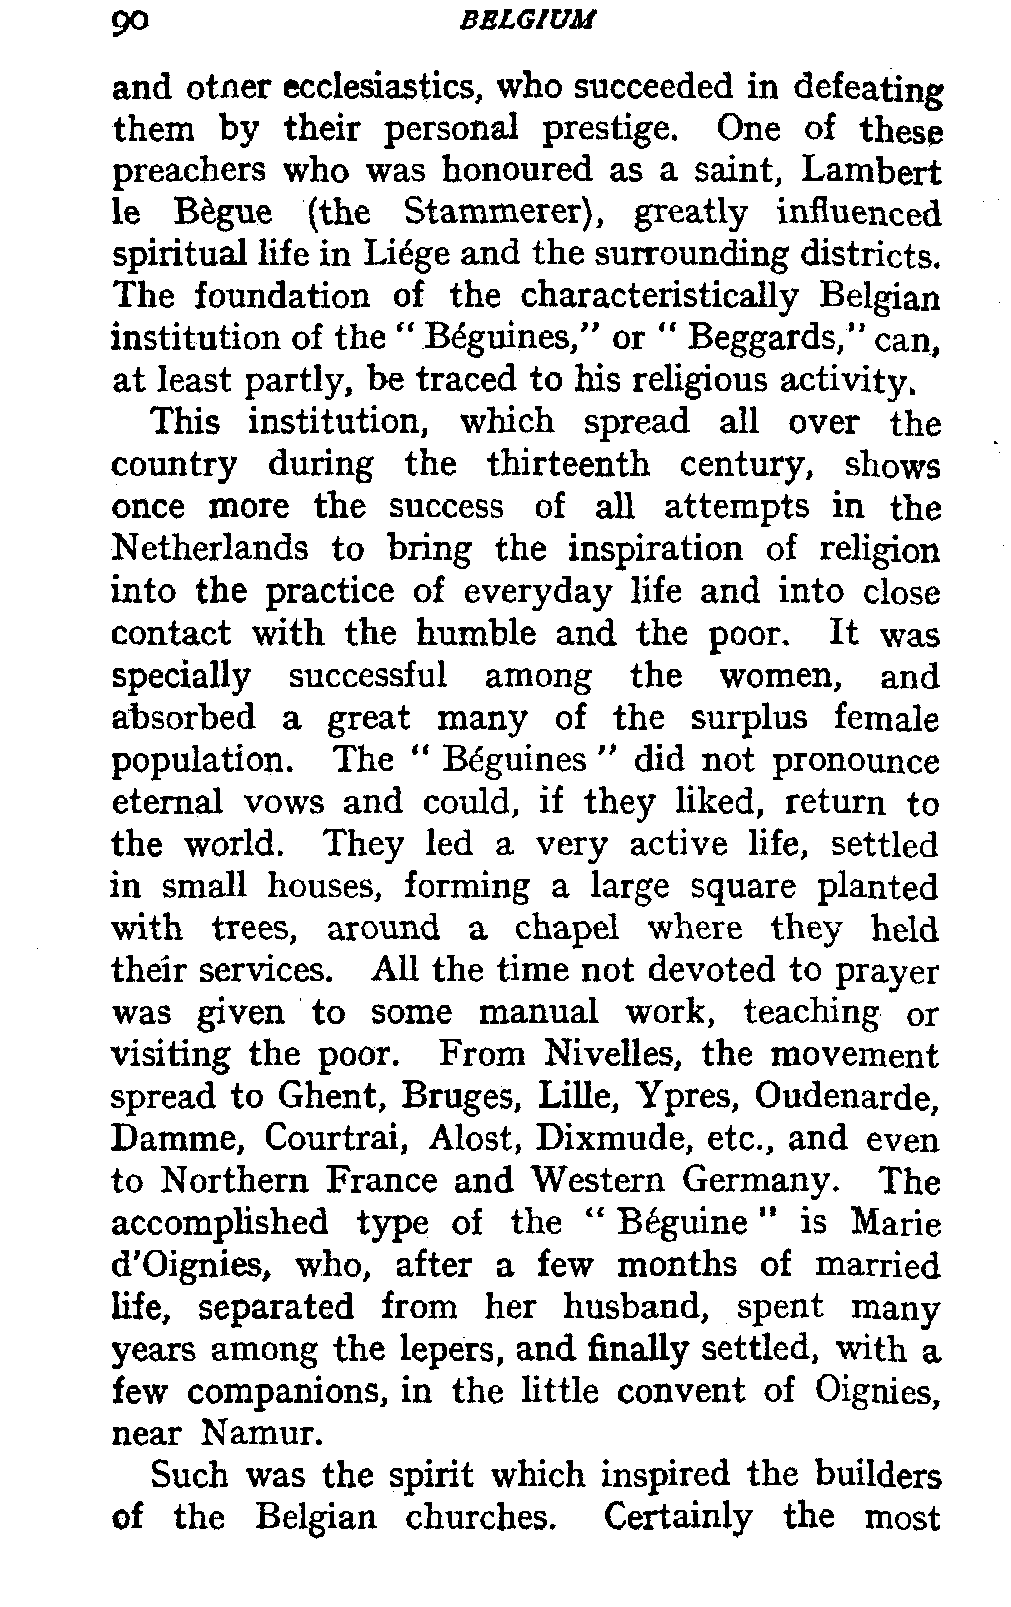 90 BELGIUM
and other ecclesiastics, who succeeded in defeating
them by their personal prestige. One of these
preachers who was honoured as a saint, Lambert
le Bègue (the Stammerer), greatly influenced
spiritual life in Liége and the surrounding districts.
The foundation of the characteristically Belgian
institution of the “ Béguines,” or “ Beggards,” can,
at least partly, be traced to his religious activity.
This institution, which spread all over the
country during the thirteenth century, shows
once more the success of all attempts in the
Netherlands to bring the inspiration of religion
into the practice of everyday life and into close
contact with the humble and the poor. It was
specially successful among the women, and
absorbed a great many of the surplus female
population. The “ Béguines ” did not pronounce
eternal vows and could, if they liked, return to
the world. They led a very active life, settled
in small houses, forming a large square planted
with trees, around a chapel where they held
their services. All the time not devoted to prayer
was given to some manual work, teaching or
visiting the poor. From Nivelles, the movement
spread to Ghent, Bruges, Lille, Ypres, Oudenarde,
Damme, Courtrai, Alost, Dixmude, etc., and even
to Northern France and Western Germany. The
accomplished type of the “ Béguine " is Marie
d'Oignies, who, after a few months of married
life, separated from her husband, spent many
years among the lepers, and finally settled, with a
few companions, in the little convent of Oignies,
near Namur.
Such was the spirit which inspired the builders
of the Belgian churches. Certainly the most